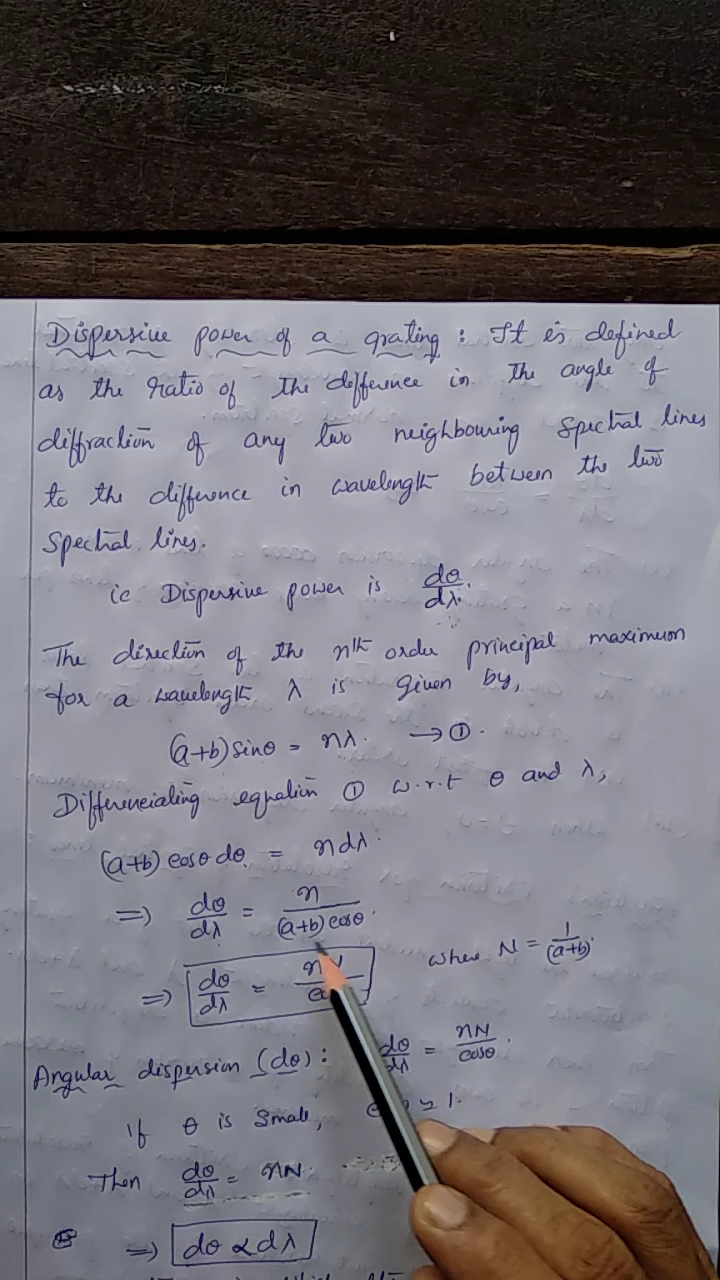 Dispersive power of a grating : It is defined
as the ratio of the difference in the angle of
diffraction of any two neighbouring spectral lines
to the difference in wavelength between the two
spectral lines.
ie Dispersive power is dθ/dλ.
The direction of the nth order principal maximum
for a wavelength λ is given by,
(a+b) sinθ = nλ. → ①.
Differenciating equation ① w.r.t θ and λ,
(a+b) cosθ dθ = n dλ.
⇒ dθ/dλ = n/(a+b) cosθ.
⇒ dθ/dλ = where N = 1/(a+b).
Angular dispersion (dθ) : dθ/dλ = nN/cosθ.
If θ is small, ≃ 1.
Then dθ/dλ = nN.
⇒ dθ ∝ dλ